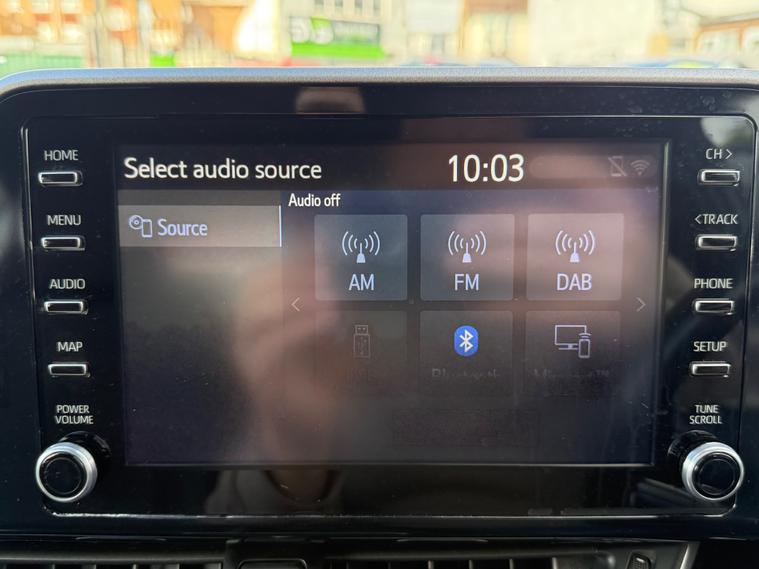 HOME
MENU
AUDIO
MAP
POWER
VOLUME
Select audio source
10:03
Source
Audio off
AM
FM
DAB
Bluetooth
CH >
< TRACK
PHONE
SETUP
TUNE
SCROLL